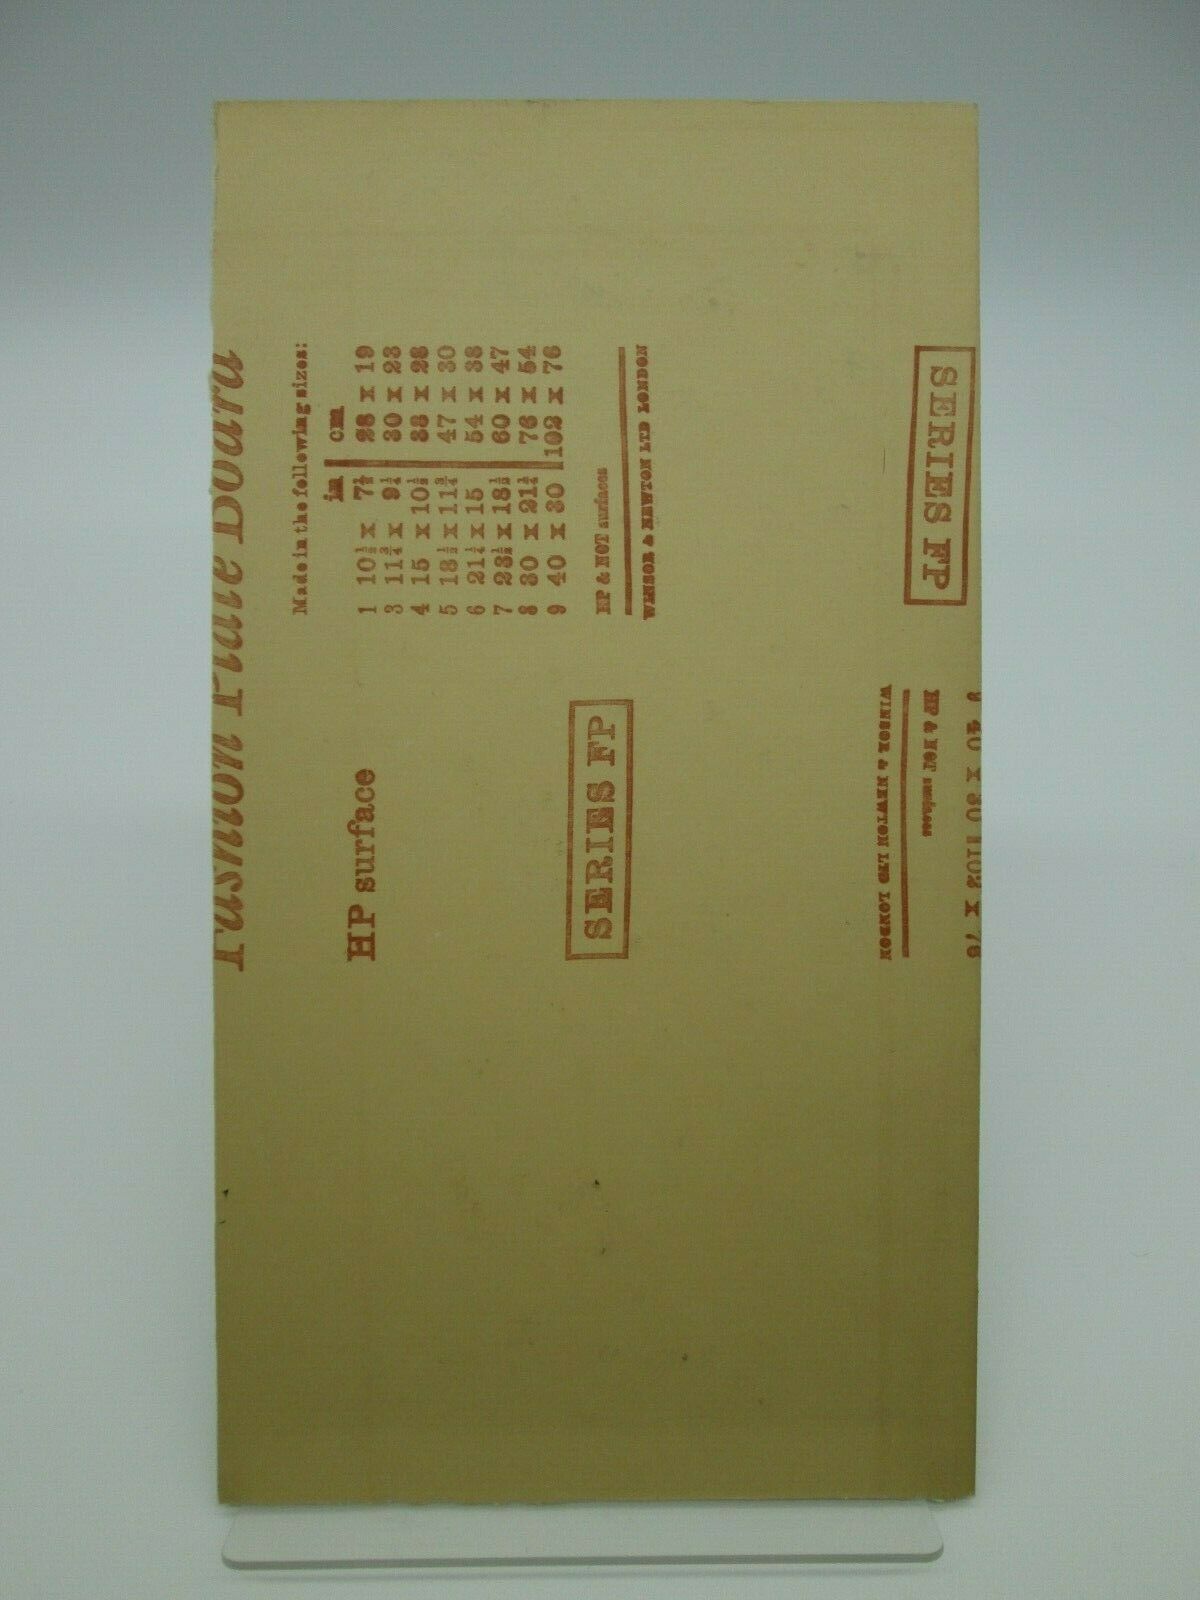 Fashion Plate Board
HP surface
Made in the following sizes:
in cm
1 10½ x 7½ 28 x 19
3 11¾ x 9¼ 30 x 23
4 15 x 10½ 38 x 28
5 18½ x 11¾ 47 x 30
6 21¼ x 15 54 x 38
7 23½ x 18½ 60 x 47
8 30 x 21¼ 76 x 54
9 40 x 30 102 x 76
SERIES FP
HP & NOT surfaces
WINSOR & NEWTON LTD LONDON
9 40 X 30 102 X 76
HP & NOT surfaces
WINSOR & NEWTON LTD LONDON
SERIES FP